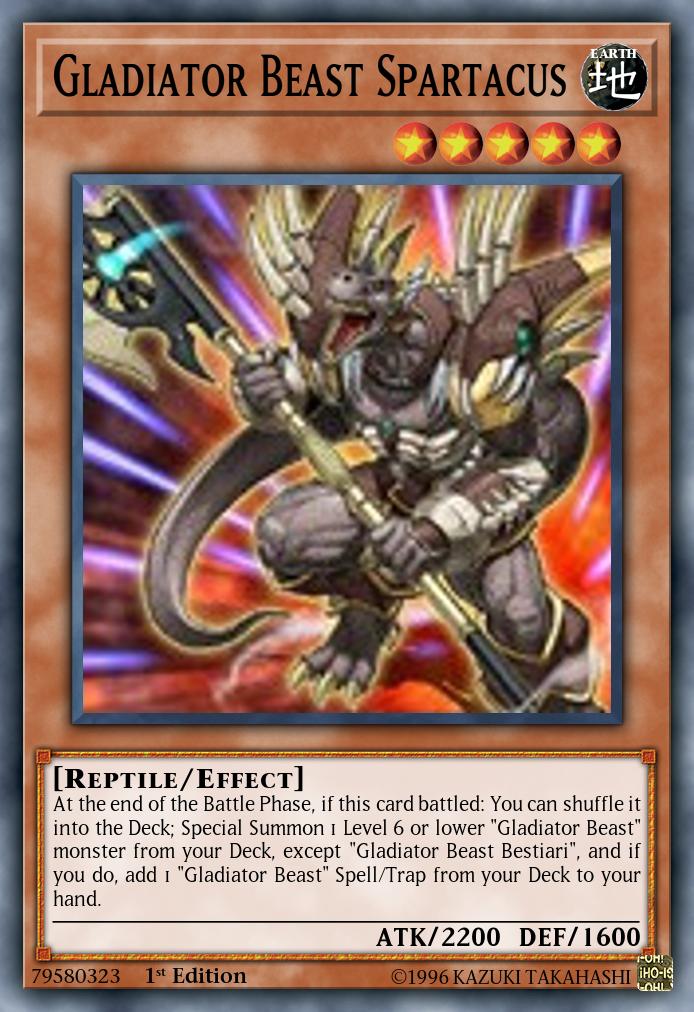 Gladiator Beast Spartacus
EARTH
地
[Reptile/Effect]
At the end of the Battle Phase, if this card battled: You can shuffle it
into the Deck; Special Summon 1 Level 6 or lower "Gladiator Beast"
monster from your Deck, except "Gladiator Beast Bestiari", and if
you do, add 1 "Gladiator Beast" Spell/Trap from your Deck to your
hand.
ATK/2200 DEF/1600
79580323 1st Edition ©1996 KAZUKI TAKAHASHI